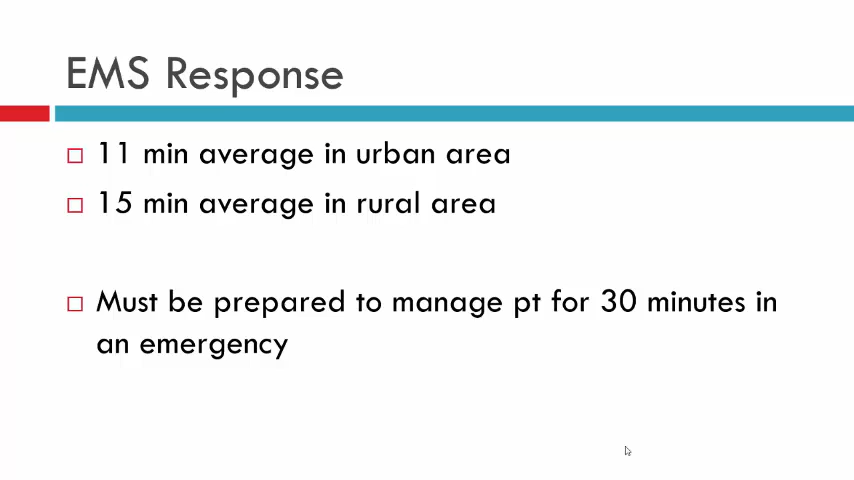 EMS Response
11 min average in urban area
15 min average in rural area
Must be prepared to manage pt for 30 minutes in
an emergency